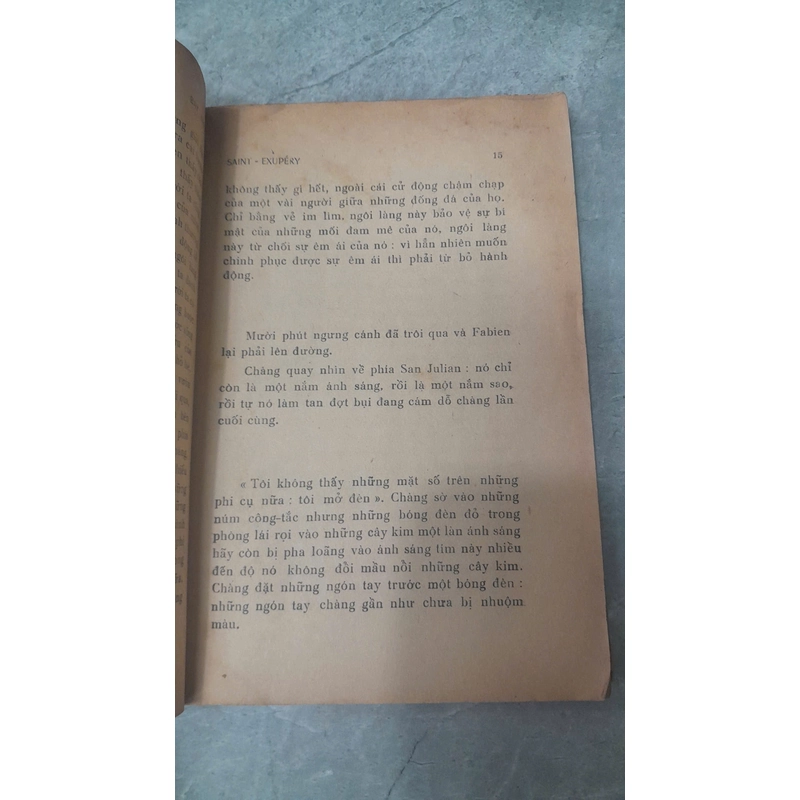 SAINT - EXUPÉRY 15
không thấy gì hết, ngoài cái cử động chậm chạp
của một vài người giữa những đống đá của họ.
Chỉ bằng vẻ im lìm, ngôi làng này bảo vệ sự bí
mật của những mối đam mê của nó, ngôi làng
này từ chối sự êm ái của nó : vì hẳn nhiên muốn
chinh phục được sự êm ái thì phải từ bỏ hành
động.
Mười phút ngưng cánh đã trôi qua và Fabien
lại phải lên đường.
Chàng quay nhìn về phía San Julian : nó chỉ
còn là một nắm ánh sáng, rồi là một nắm sao,
rồi tự nó làm tan đợt bụi đang cám dỗ chàng lần
cuối cùng.
« Tôi không thấy những mặt số trên những
phi cụ nữa : tôi mở đèn ». Chàng sờ vào những
núm công-tắc nhưng những bóng đèn đỏ trong
phòng lái rọi vào những cây kim một làn ánh sáng
hãy còn bị pha loãng vào ánh sáng tím này nhiều
đến độ nó không đổi mầu nổi những cây kim.
Chàng đặt những ngón tay trước một bóng đèn :
những ngón tay chàng gần như chưa bị nhuộm
máu.